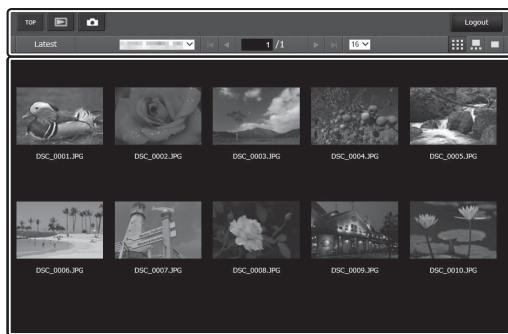 TOP Logout
Latest 1 /1 16
DSC_0001.JPG DSC_0002.JPG DSC_0003.JPG DSC_0004.JPG DSC_0005.JPG
DSC_0006.JPG DSC_0007.JPG DSC_0008.JPG DSC_0009.JPG DSC_0010.JPG